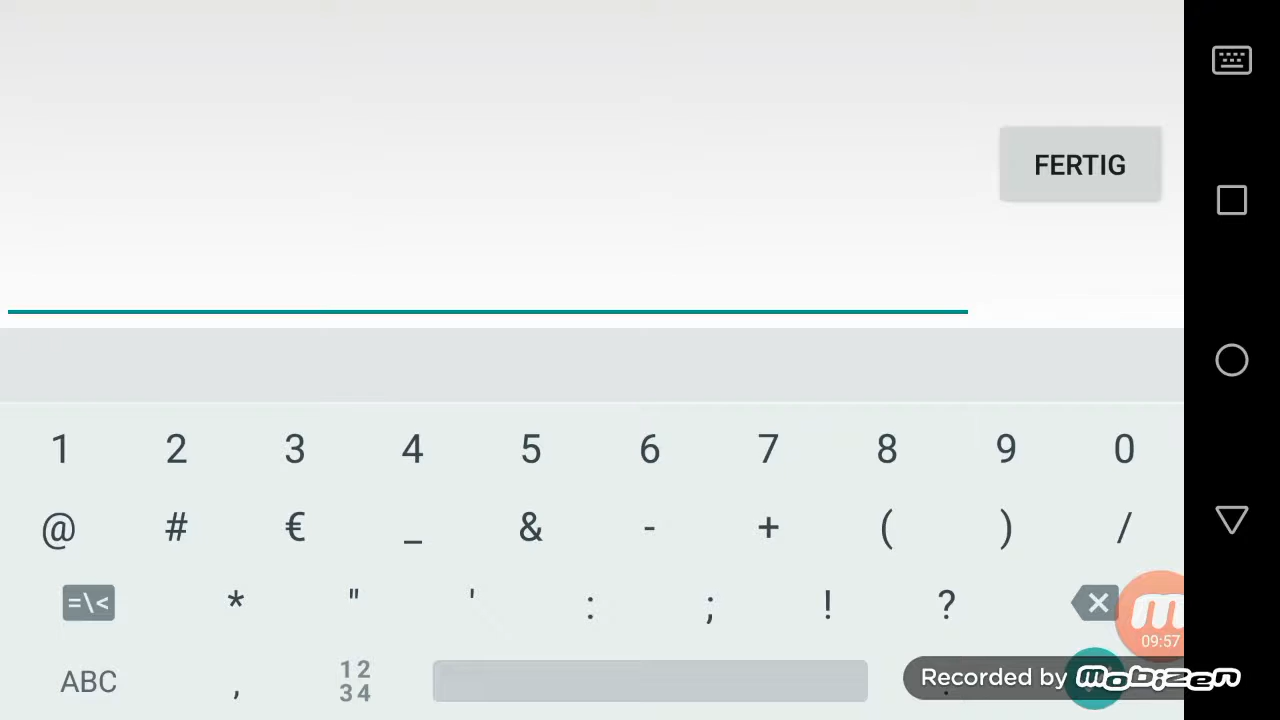 FERTIG
1 2 3 4 5 6 7 8 9 0
@ # € _ & - + ( ) /
=\< * " ' : ; ! ?
09:57
ABC , 12 34 .
Recorded by mobizen